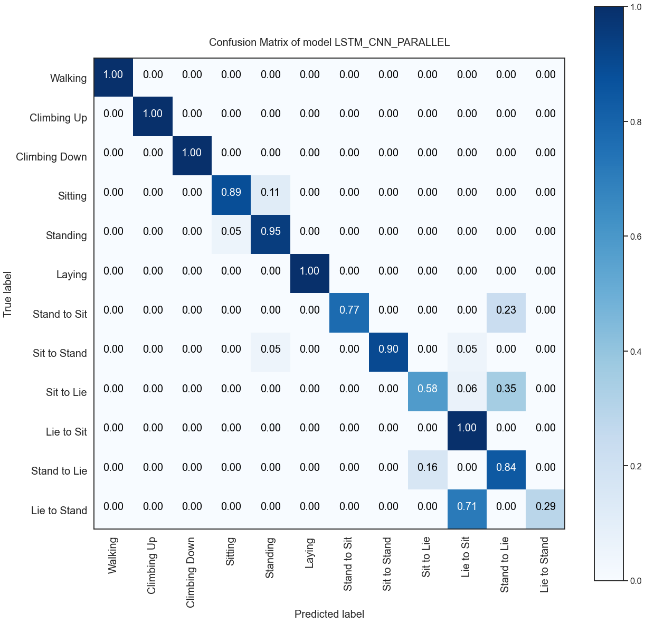 Confusion Matrix of model LSTM_CNN_PARALLEL
1.0
Walking 1.00 0.00 0.00 0.00 0.00 0.00 0.00 0.00 0.00 0.00 0.00 0.00
Climbing Up 0.00 1.00 0.00 0.00 0.00 0.00 0.00 0.00 0.00 0.00 0.00 0.00
0.8
Climbing Down 0.00 0.00 1.00 0.00 0.00 0.00 0.00 0.00 0.00 0.00 0.00 0.00
Sitting 0.00 0.00 0.00 0.89 0.11 0.00 0.00 0.00 0.00 0.00 0.00 0.00
Standing 0.00 0.00 0.00 0.05 0.95 0.00 0.00 0.00 0.00 0.00 0.00 0.00
0.6
Laying 0.00 0.00 0.00 0.00 0.00 1.00 0.00 0.00 0.00 0.00 0.00 0.00
True label
Stand to Sit 0.00 0.00 0.00 0.00 0.00 0.00 0.77 0.00 0.00 0.00 0.23 0.00
Sit to Stand 0.00 0.00 0.00 0.00 0.05 0.00 0.00 0.90 0.00 0.05 0.00 0.00
0.4
Sit to Lie 0.00 0.00 0.00 0.00 0.00 0.00 0.00 0.00 0.58 0.06 0.35 0.00
Lie to Sit 0.00 0.00 0.00 0.00 0.00 0.00 0.00 0.00 0.00 1.00 0.00 0.00
Stand to Lie 0.00 0.00 0.00 0.00 0.00 0.00 0.00 0.00 0.16 0.00 0.84 0.00
0.2
Lie to Stand 0.00 0.00 0.00 0.00 0.00 0.00 0.00 0.00 0.00 0.71 0.00 0.29
Walking
Climbing Up
Climbing Down
Sitting
Standing
Laying
Stand to Sit
Sit to Stand
Sit to Lie
Lie to Sit
Stand to Lie
Lie to Stand
0.0
Predicted label